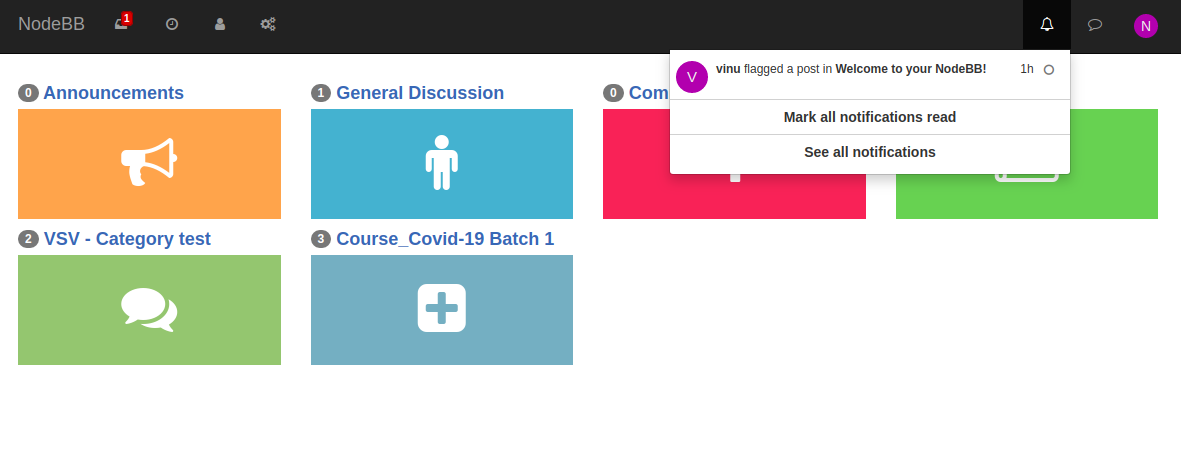 NodeBB
1
N
V
vinu flagged a post in Welcome to your NodeBB! 1h
Mark all notifications read
See all notifications
0 Announcements
1 General Discussion
0 Com
2 VSV - Category test
3 Course_Covid-19 Batch 1